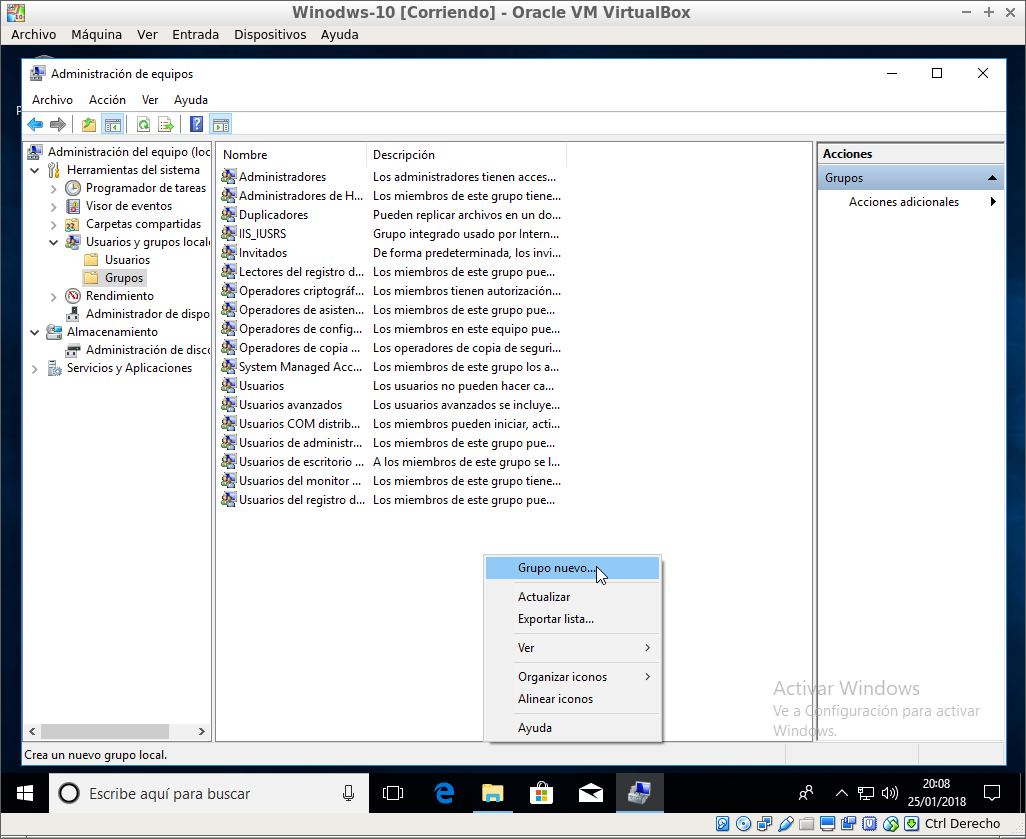 Winodws-10 [Corriendo] - Oracle VM VirtualBox
Archivo Máquina Ver Entrada Dispositivos Ayuda
Administración de equipos
Archivo Acción Ver Ayuda
Administración del equipo (loc
Herramientas del sistema
Programador de tareas
Visor de eventos
Carpetas compartidas
Usuarios y grupos locale
Usuarios
Grupos
Rendimiento
Administrador de dispo
Almacenamiento
Administración de disco
Servicios y Aplicaciones
Nombre Descripción
Administradores Los administradores tienen acces...
Administradores de H... Los miembros de este grupo tiene...
Duplicadores Pueden replicar archivos en un do...
IIS_IUSRS Grupo integrado usado por Intern...
Invitados De forma predeterminada, los invi...
Lectores del registro d... Los miembros de este grupo pue...
Operadores criptográf... Los miembros tienen autorización...
Operadores de asisten... Los miembros de este grupo pue...
Operadores de config... Los miembros en este equipo pue...
Operadores de copia ... Los operadores de copia de seguri...
System Managed Acc... Los miembros de este grupo los a...
Usuarios Los usuarios no pueden hacer ca...
Usuarios avanzados Los usuarios avanzados se incluye...
Usuarios COM distrib... Los miembros pueden iniciar, acti...
Usuarios de administr... Los miembros de este grupo pue...
Usuarios de escritorio ... A los miembros de este grupo se l...
Usuarios del monitor ... Los miembros de este grupo tiene...
Usuarios del registro d... Los miembros de este grupo pue...
Acciones
Grupos
Acciones adicionales
Grupo nuevo...
Actualizar
Exportar lista...
Ver
Organizar iconos
Alinear iconos
Ayuda
Activar Windows
Ve a Configuración para activar
Windows.
Crea un nuevo grupo local.
Escribe aquí para buscar
20:08
25/01/2018
Ctrl Derecho